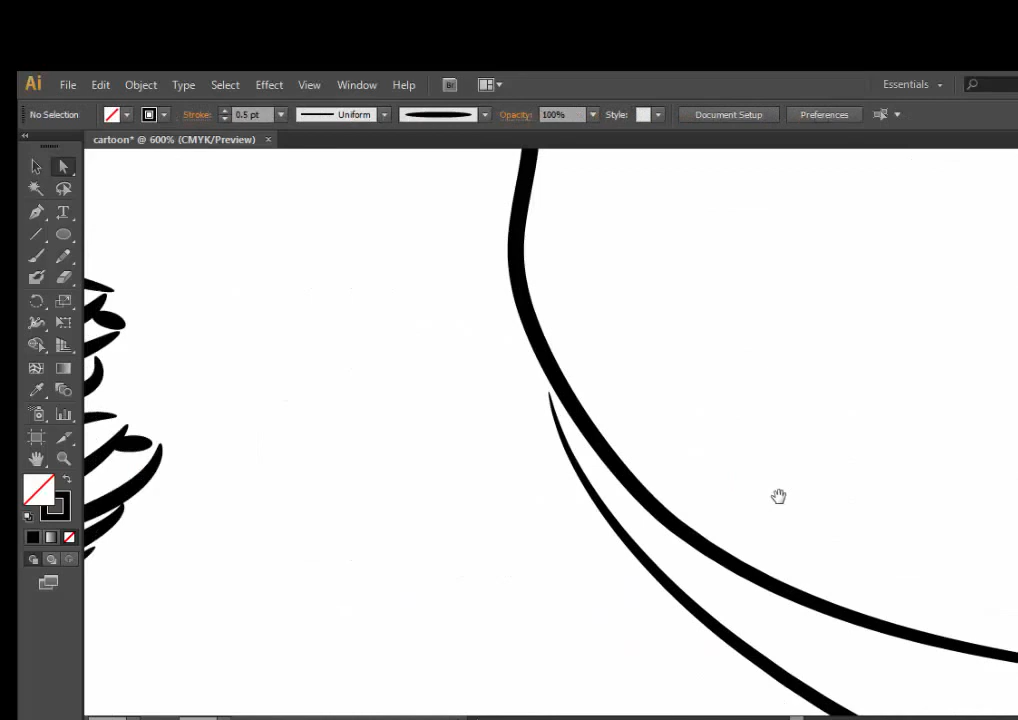 Ai File Edit Object Type Select Effect View Window Help Br Essentials
No Selection Stroke: 0.5 pt Uniform Opacity: 100% Style: Document Setup Preferences
cartoon* @ 600% (CMYK/Preview) ×
T